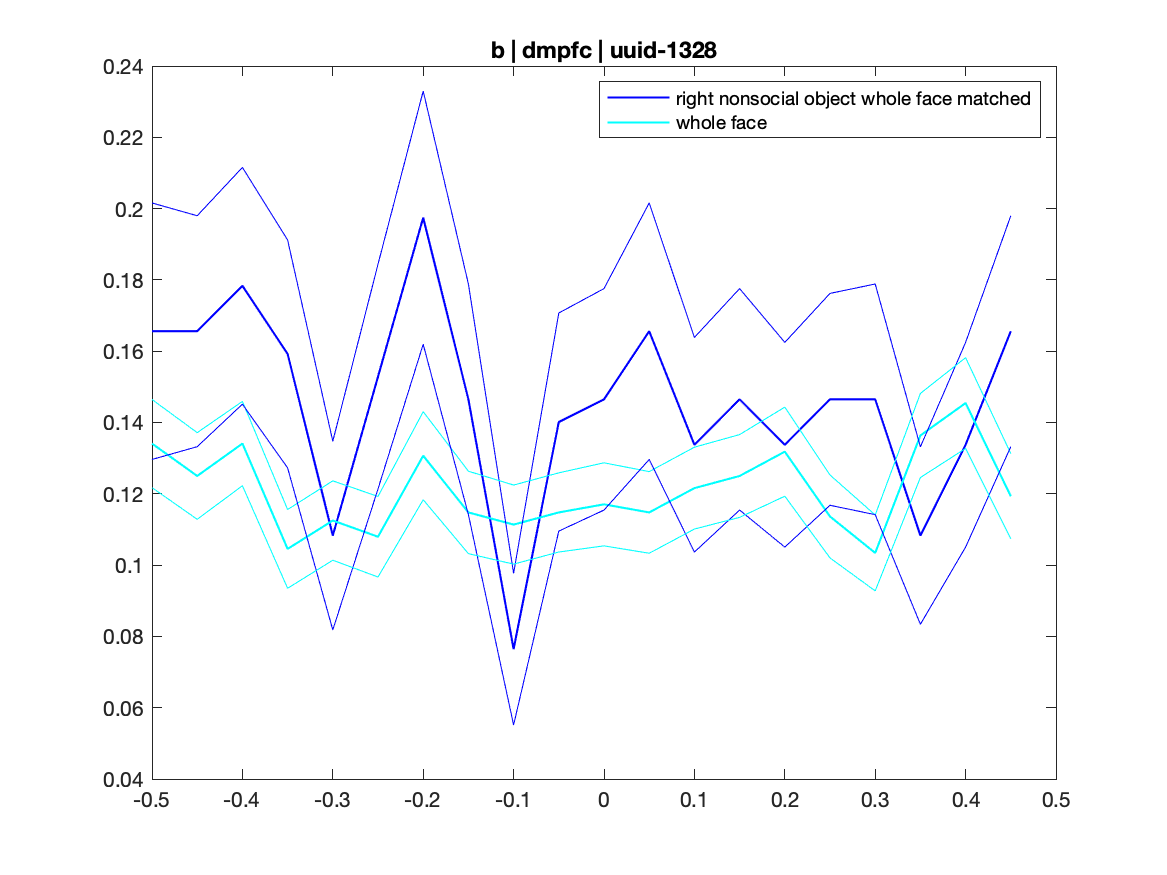 b | dmpfc | uuid-1328
right nonsocial object whole face matched
whole face
0.24
0.22
0.2
0.18
0.16
0.14
0.12
0.1
0.08
0.06
0.04
-0.5 -0.4 -0.3 -0.2 -0.1 0 0.1 0.2 0.3 0.4 0.5